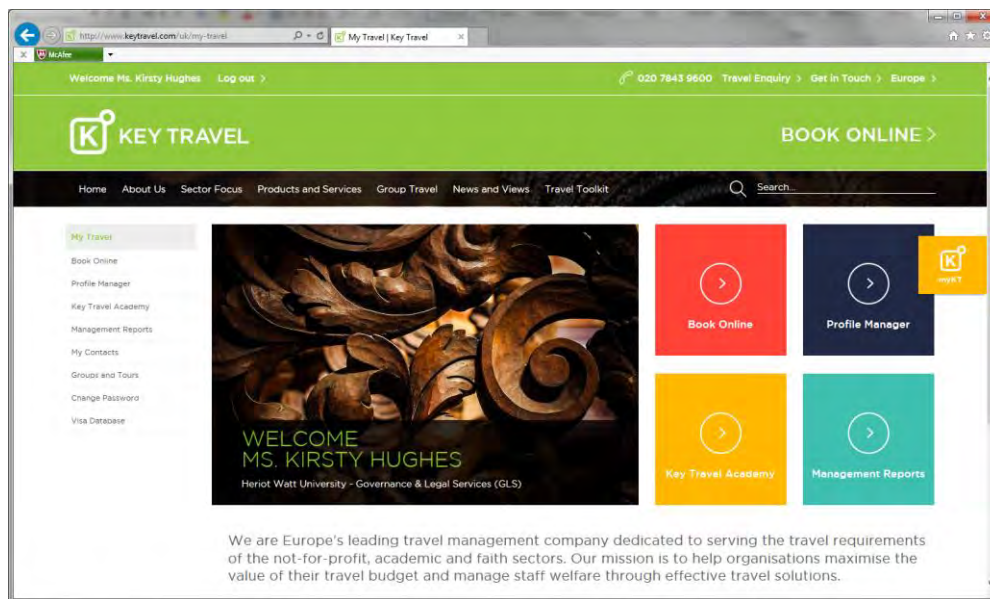 http://www.keytravel.com/uk/my-travel
My Travel | Key Travel
McAfee
Welcome Ms. Kirsty Hughes Log out >
020 7843 9600 Travel Enquiry > Get in Touch > Europe >
K KEY TRAVEL
BOOK ONLINE >
Home About Us Sector Focus Products and Services Group Travel News and Views Travel Toolkit
Search...
My Travel
Book Online
Profile Manager
Key Travel Academy
Management Reports
My Contacts
Groups and Tours
Change Password
Visa Database
WELCOME
MS. KIRSTY HUGHES
Heriot Watt University - Governance & Legal Services (GLS)
Book Online
Profile Manager
Key Travel Academy
Management Reports
K
myKT
We are Europe's leading travel management company dedicated to serving the travel requirements
of the not-for-profit, academic and faith sectors. Our mission is to help organisations maximise the
value of their travel budget and manage staff welfare through effective travel solutions.